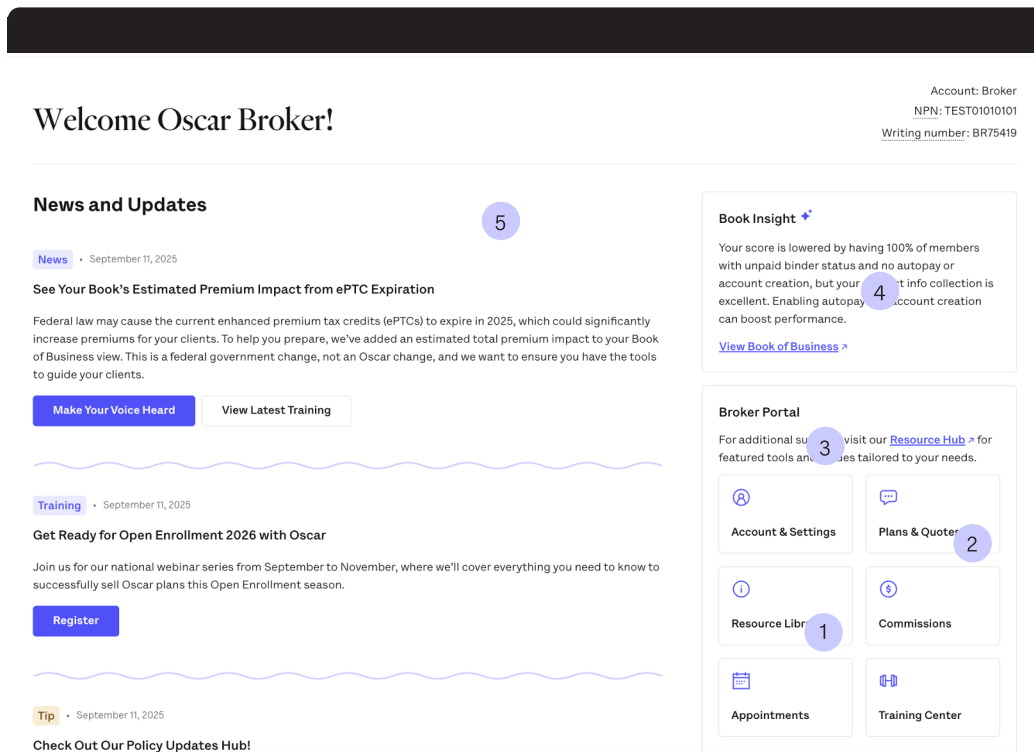 Welcome Oscar Broker!
Account: Broker
NPN: TEST01010101
Writing number: BR75419
News and Updates
5
News • September 11, 2025
See Your Book’s Estimated Premium Impact from ePTC Expiration
Federal law may cause the current enhanced premium tax credits (ePTCs) to expire in 2025, which could significantly
increase premiums for your clients. To help you prepare, we’ve added an estimated total premium impact to your Book
of Business view. This is a federal government change, not an Oscar change, and we want to ensure you have the tools
to guide your clients.
Make Your Voice Heard
View Latest Training
Training • September 11, 2025
Get Ready for Open Enrollment 2026 with Oscar
Join us for our national webinar series from September to November, where we’ll cover everything you need to know to
successfully sell Oscar plans this Open Enrollment season.
Register
Tip • September 11, 2025
Check Out Our Policy Updates Hub!
Book Insight
Your score is lowered by having 100% of members
with unpaid binder status and no autopay or
account creation, but your info collection is
4
excellent. Enabling autopay account creation
can boost performance.
View Book of Business ↗
Broker Portal
For additional visit our Resource Hub ↗ for
3
featured tools tailored to your needs.
Account & Settings
Plans & Quotes
2
Resource
1
Commissions
Appointments
Training Center